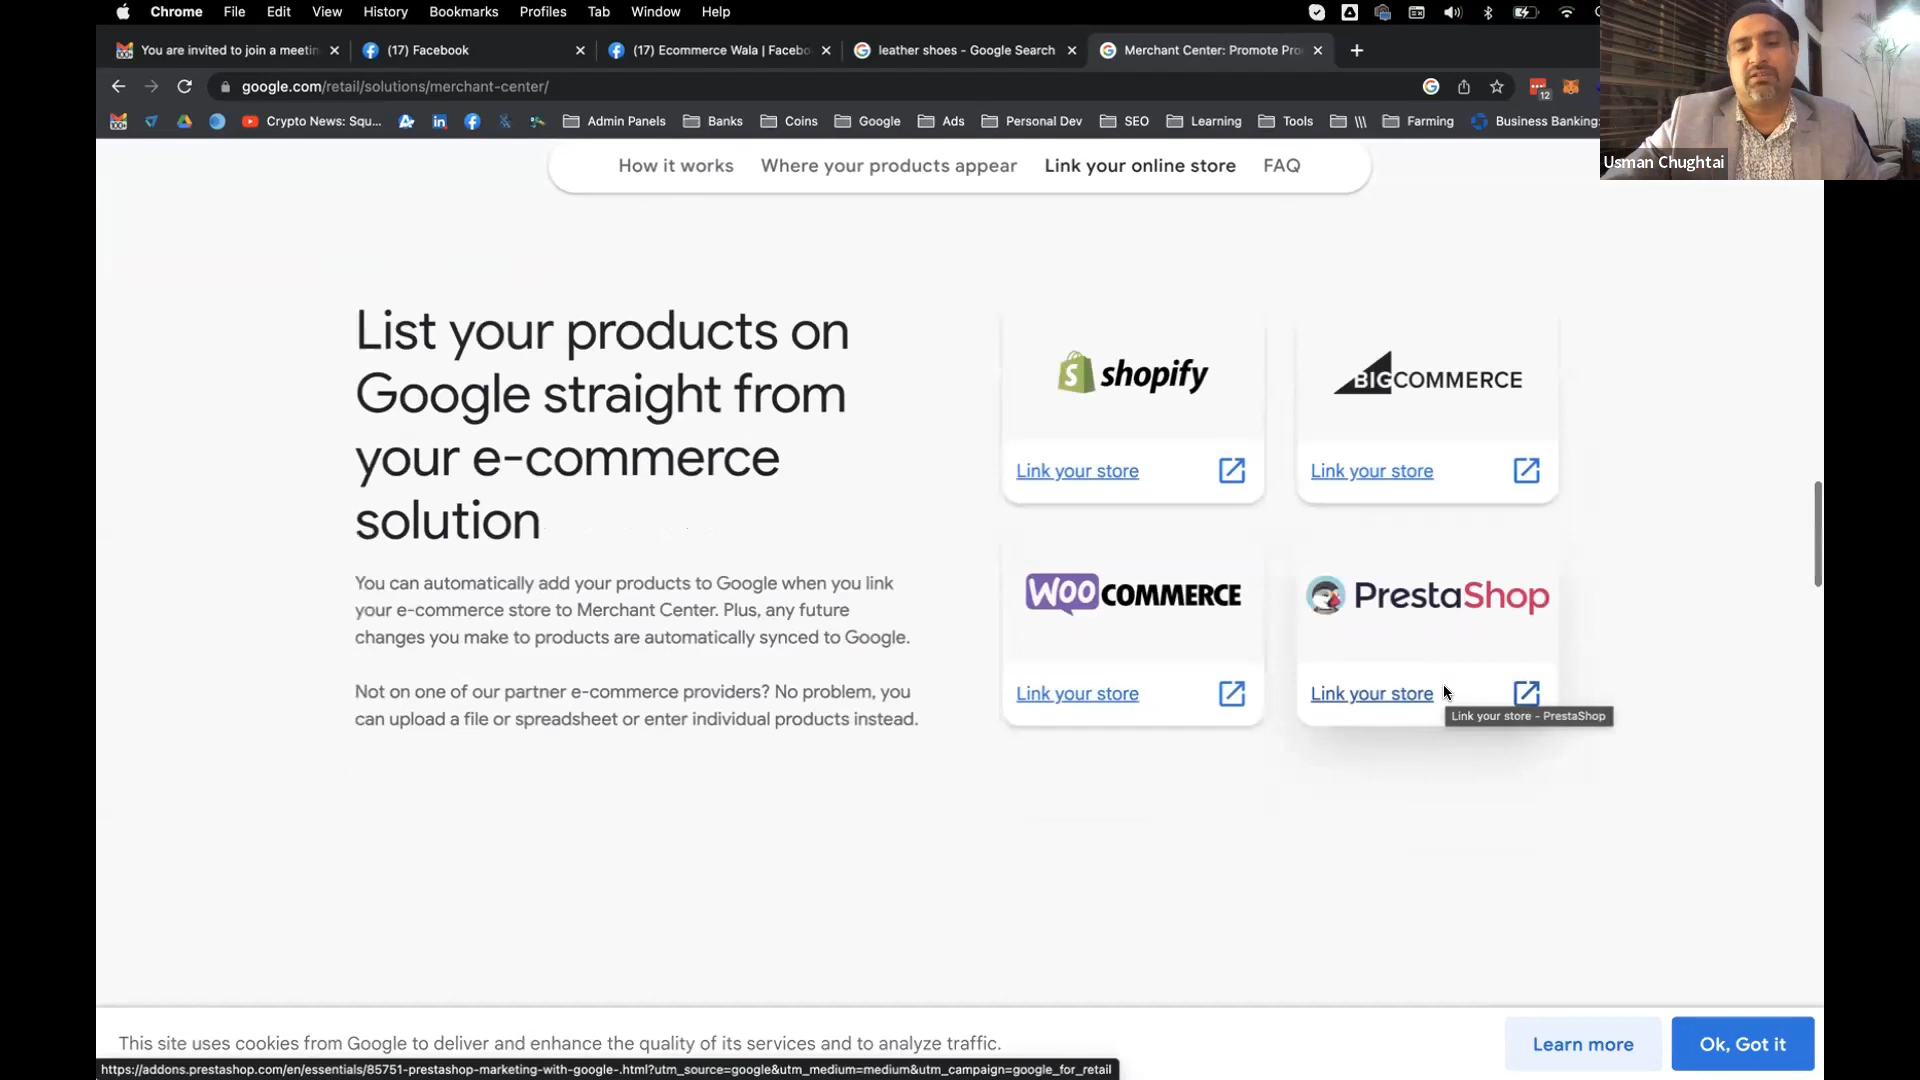 Chrome File Edit View History Bookmarks Profiles Tab Window Help
You are invited to join a meetin (17) Facebook (17) Ecommerce Wala | Facebo leather shoes - Google Search Merchant Center: Promote Pro
google.com/retail/solutions/merchant-center/
12
Crypto News: Squ... Admin Panels Banks Coins Google Ads Personal Dev SEO Learning Tools \\\ Farming Business Banking:
Usman Chughtai
How it works Where your products appear Link your online store FAQ
List your products on
Google straight from
your e-commerce
solution
You can automatically add your products to Google when you link
your e-commerce store to Merchant Center. Plus, any future
changes you make to products are automatically synced to Google.
Not on one of our partner e-commerce providers? No problem, you
can upload a file or spreadsheet or enter individual products instead.
shopify
Link your store
BIGCOMMERCE
Link your store
WOO COMMERCE
Link your store
PrestaShop
Link your store
Link your store - PrestaShop
This site uses cookies from Google to deliver and enhance the quality of its services and to analyze traffic.
Learn more
Ok, Got it
https://addons.prestashop.com/en/essentials/85751-prestashop-marketing-with-google-.html?utm_source=google&utm_medium=medium&utm_campaign=google_for_retail